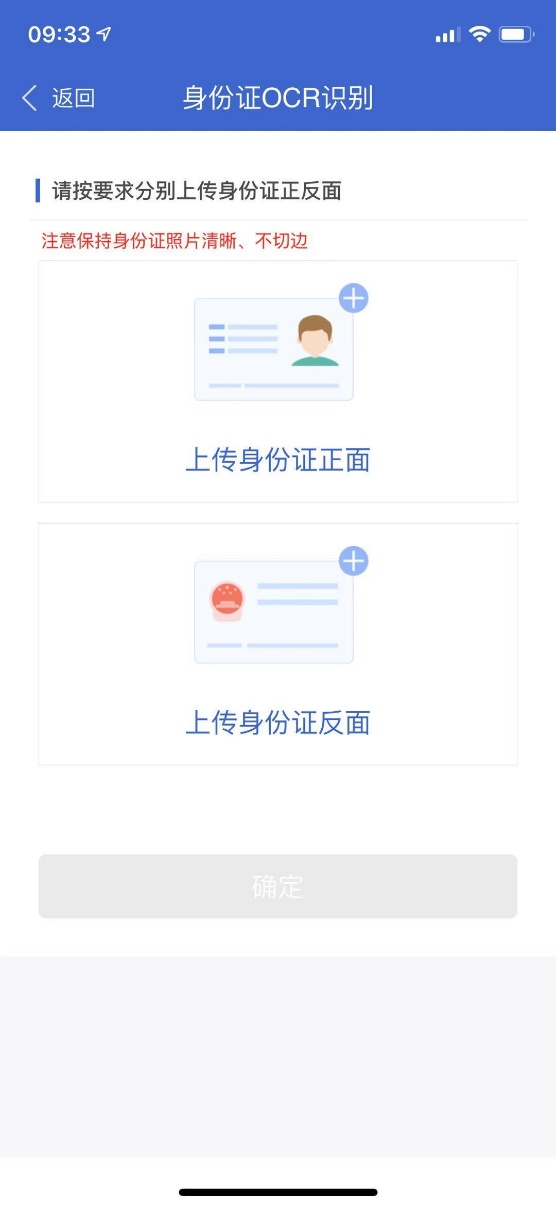 09:33
返回
身份证OCR识别
请按要求分别上传身份证正反面
注意保持身份证照片清晰、不切边
上传身份证正面
上传身份证反面
确定